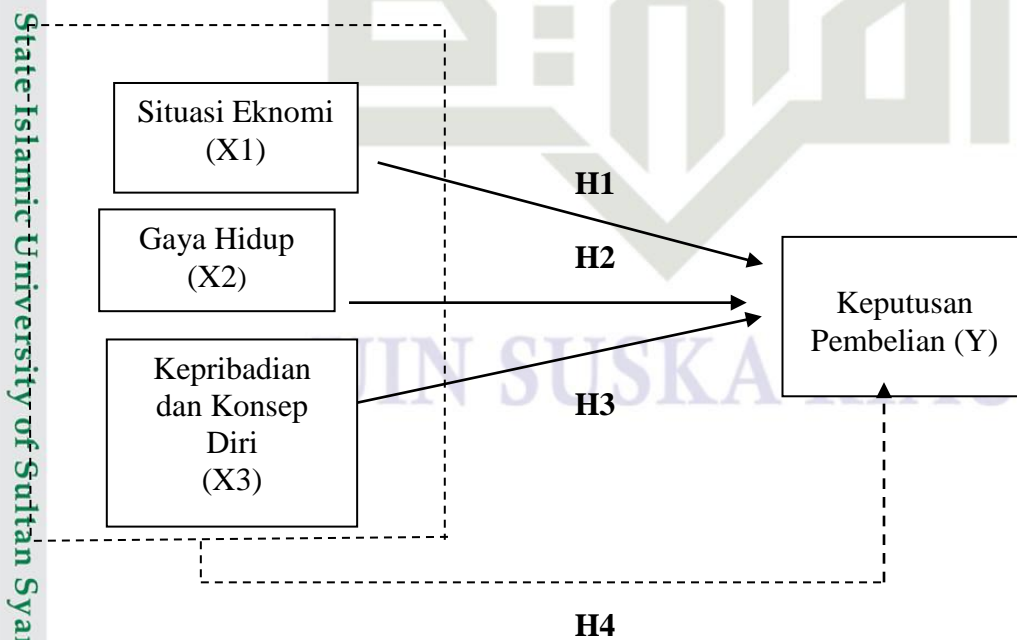 State Islamic University of Sultan Sya
Situasi Eknomi
(X1)
H1
Gaya Hidup
(X2)
H2
Keputusan
Pembelian (Y)
Kepribadian
dan Konsep
Diri
(X3)
H3
UIN SUSKA
H4